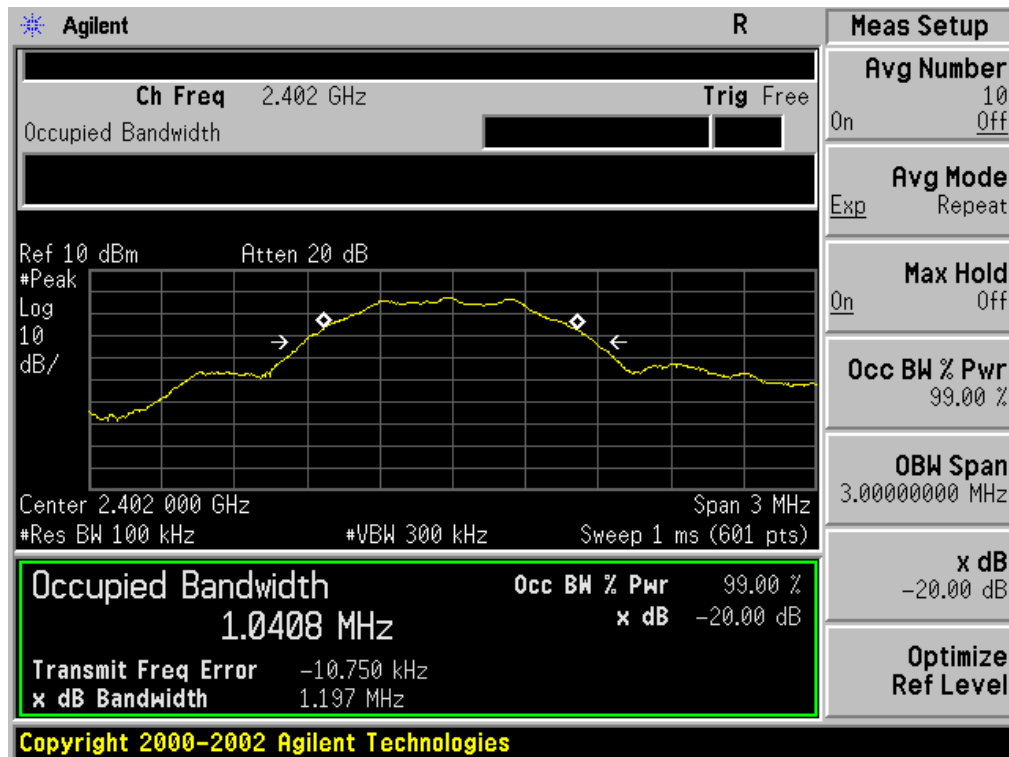 Agilent R Meas Setup
Ch Freq 2.402 GHz Trig Free
Occupied Bandwidth
Avg Number
10
On Off
Avg Mode
Exp Repeat
Max Hold
On Off
Occ BW % Pwr
99.00 %
OBW Span
3.00000000 MHz
x dB
-20.00 dB
Optimize
Ref Level
Ref 10 dBm Atten 20 dB
#Peak
Log
10
dB/
Center 2.402 000 GHz Span 3 MHz
#Res BW 100 kHz #VBW 300 kHz Sweep 1 ms (601 pts)
Occupied Bandwidth Occ BW % Pwr 99.00 %
1.0408 MHz x dB -20.00 dB
Transmit Freq Error -10.750 kHz
x dB Bandwidth 1.197 MHz
Copyright 2000-2002 Agilent Technologies